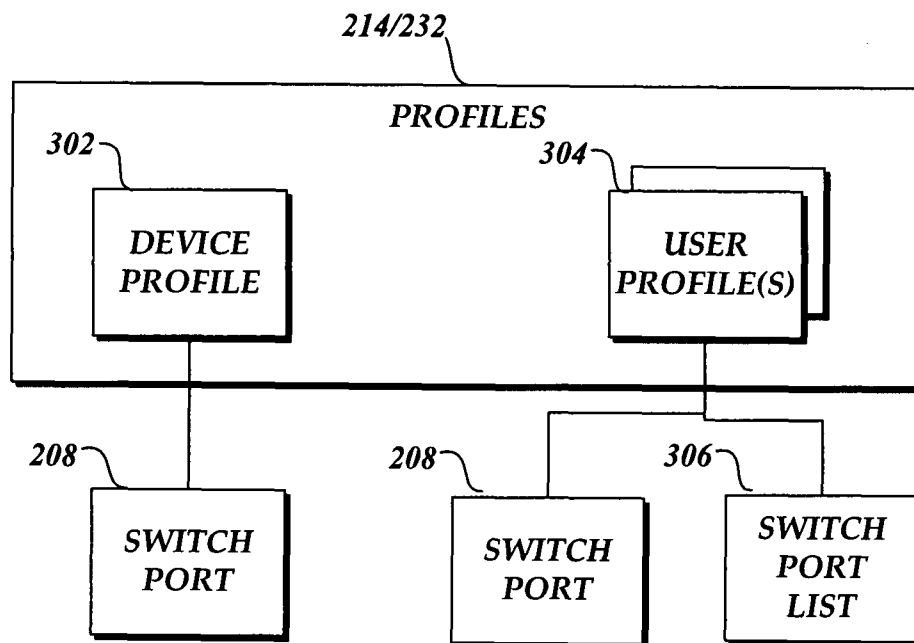 214/232
PROFILES
302
304
DEVICE
PROFILE
USER
PROFILE(S)
208
208
306
SWITCH
PORT
SWITCH
PORT
SWITCH
PORT
LIST